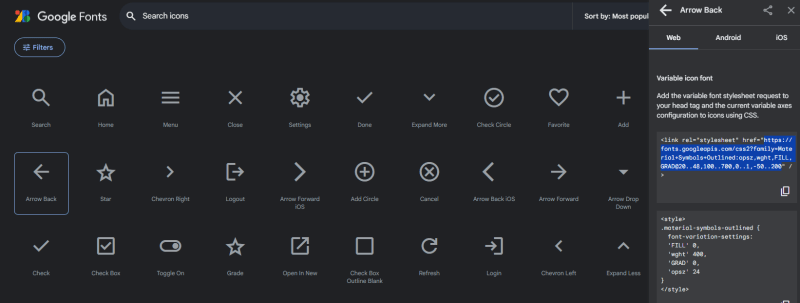 Google Fonts
Search icons
Sort by: Most popul
Filters
Search
Home
Menu
Close
Settings
Done
Expand More
Check Circle
Favorite
Add
Arrow Back
Star
Chevron Right
Logout
Arrow Forward
iOS
Add Circle
Cancel
Arrow Back iOS
Arrow Forward
Arrow Drop
Down
Check
Check Box
Toggle On
Grade
Open In New
Check Box
Outline Blank
Refresh
Login
Chevron Left
Expand Less
Arrow Back
Web
Android
iOS
Variable icon font
Add the variable font stylesheet request to
your head tag and the current variable axes
configuration to icons using CSS.
<link rel="stylesheet" href="https://
fonts.googleapis.com/css2?family=Mate
rial+Symbols+Outlined:opsz,wght,FILL,
GRAD@20..48,100..700,0..1,-50..200" /
>
<style>
.material-symbols-outlined {
font-variation-settings:
'FILL' 0,
'wght' 400,
'GRAD' 0,
'opsz' 24
}
</style>